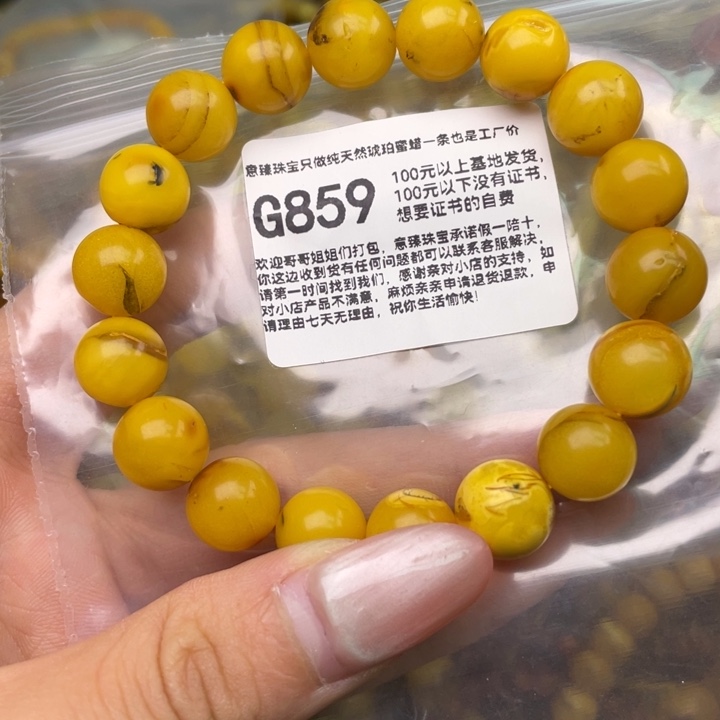 意臻珠宝只做纯天然琥珀蜜蜡一条也是工厂价
G859
100元以上基地发货,
100元以下没有证书,
想要证书的自费
欢迎哥哥姐姐们打包, 意臻珠宝承诺假一陪十,
你这边收到货有任何问题都可以联系客服解决,
请第一时间找到我们, 感谢亲对小店的支持, 如
对小店产品不满意, 麻烦亲亲申请退货退款, 申
请理由七天无理由, 祝你生活愉快!